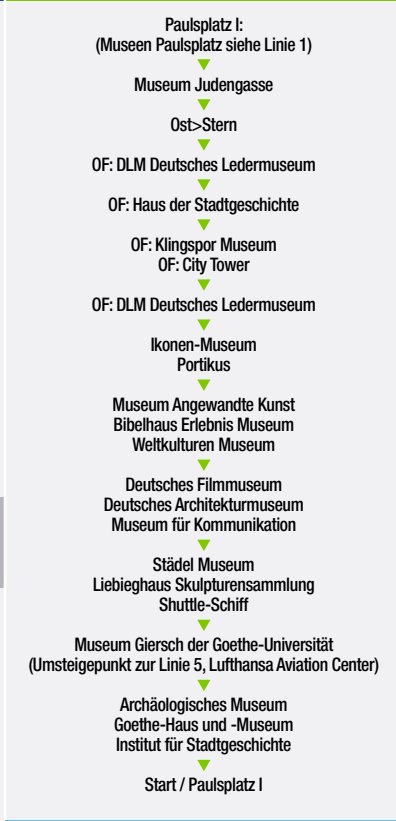 Paulsplatz I:
(Museen Paulsplatz siehe Linie 1)
Museum Judengasse
Ost>Stern
OF: DLM Deutsches Ledermuseum
OF: Haus der Stadtgeschichte
OF: Klingspor Museum
OF: City Tower
OF: DLM Deutsches Ledermuseum
Ikonen-Museum
Portikus
Museum Angewandte Kunst
Bibelhaus Erlebnis Museum
Weltkulturen Museum
Deutsches Filmmuseum
Deutsches Architekturmuseum
Museum für Kommunikation
Städel Museum
Liebieghaus Skulpturensammlung
Shuttle-Schiff
Museum Giersch der Goethe-Universität
(Umsteigepunkt zur Linie 5, Lufthansa Aviation Center)
Archäologisches Museum
Goethe-Haus und -Museum
Institut für Stadtgeschichte
Start / Paulsplatz I